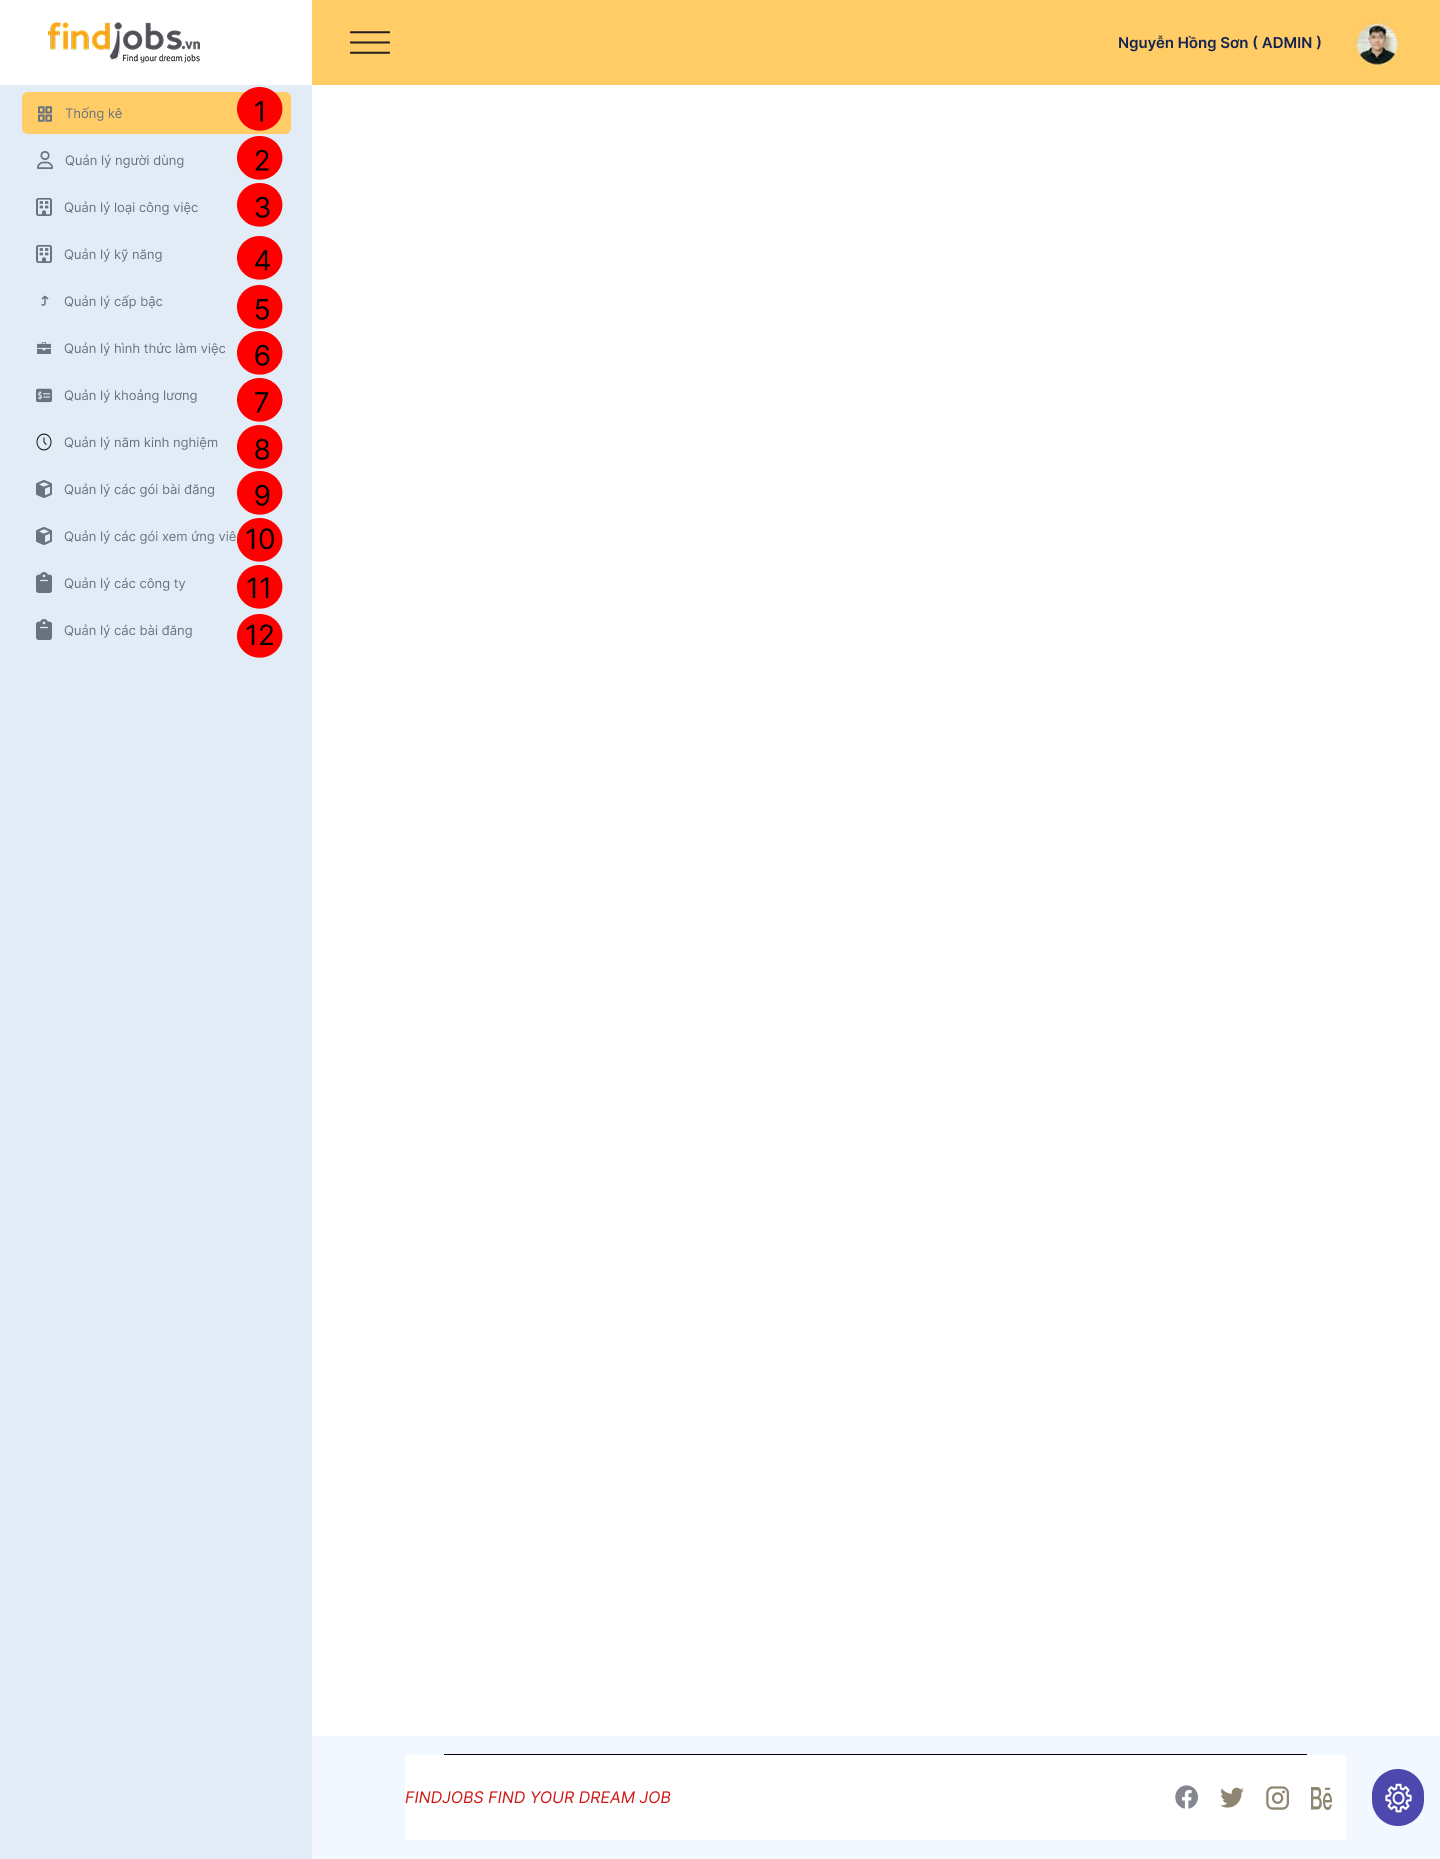 findjobs.vn
Find your dream jobs
Nguyễn Hồng Sơn ( ADMIN )
Thống kê 1
Quản lý người dùng 2
Quản lý loại công việc 3
Quản lý kỹ năng 4
Quản lý cấp bậc 5
Quản lý hình thức làm việc 6
Quản lý khoảng lương 7
Quản lý năm kinh nghiệm 8
Quản lý các gói bài đăng 9
Quản lý các gói xem ứng viê 10
Quản lý các công ty 11
Quản lý các bài đăng 12
FINDJOBS FIND YOUR DREAM JOB